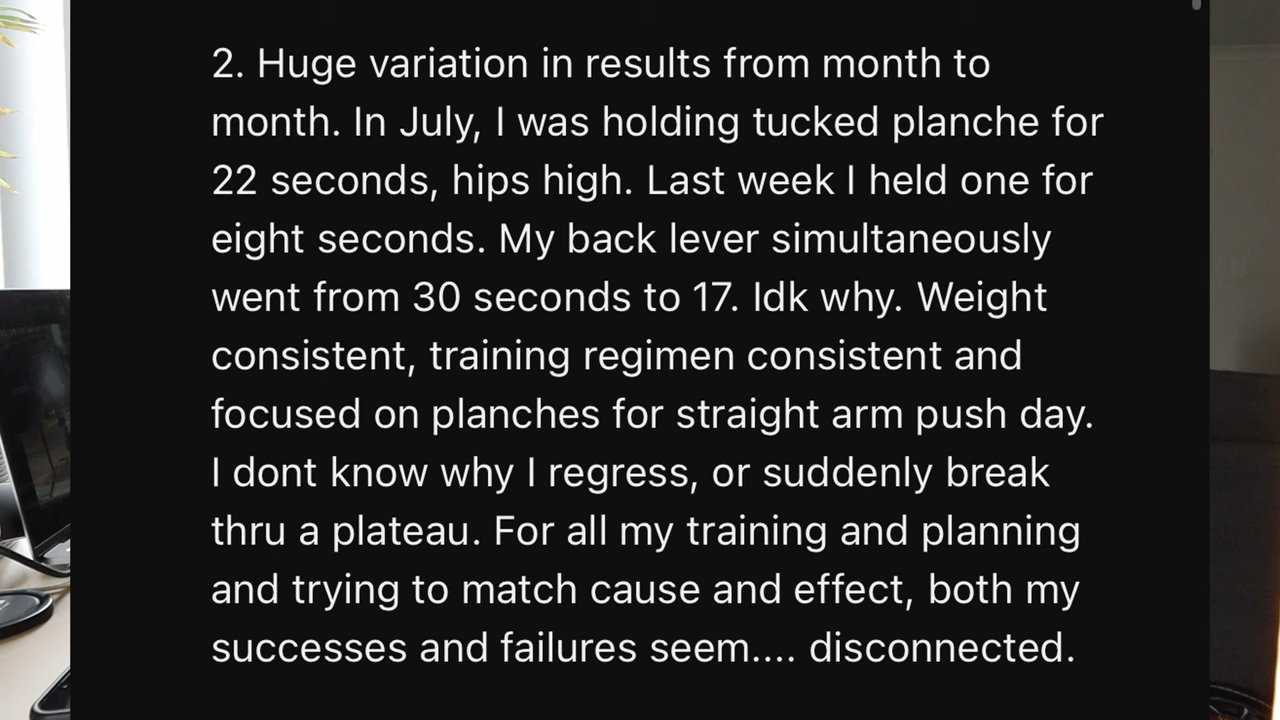 2. Huge variation in results from month to
month. In July, I was holding tucked planche for
22 seconds, hips high. Last week I held one for
eight seconds. My back lever simultaneously
went from 30 seconds to 17. Idk why. Weight
consistent, training regimen consistent and
focused on planches for straight arm push day.
I dont know why I regress, or suddenly break
thru a plateau. For all my training and planning
and trying to match cause and effect, both my
successes and failures seem.... disconnected.